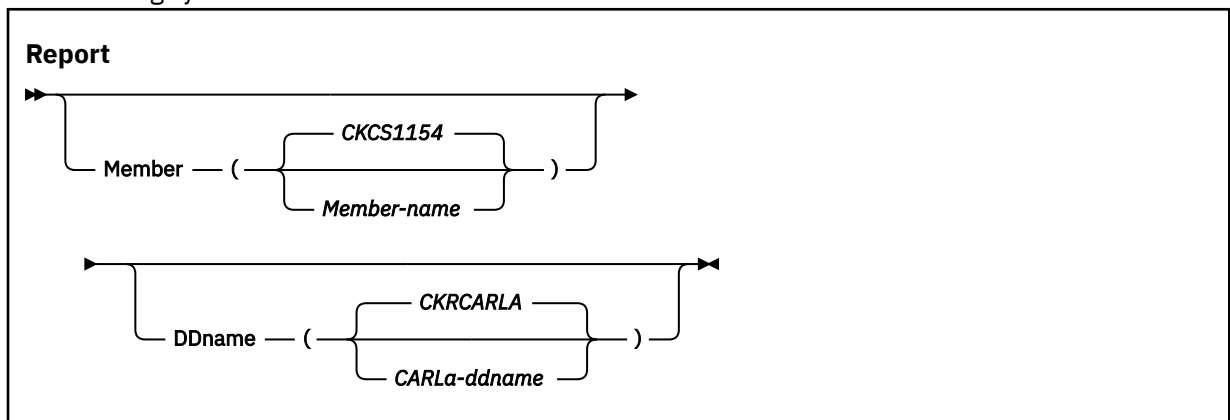 Report
CKCS1154
Member ( )
Member-name
CKRCARLA
DDname ( )
CARLa-ddname